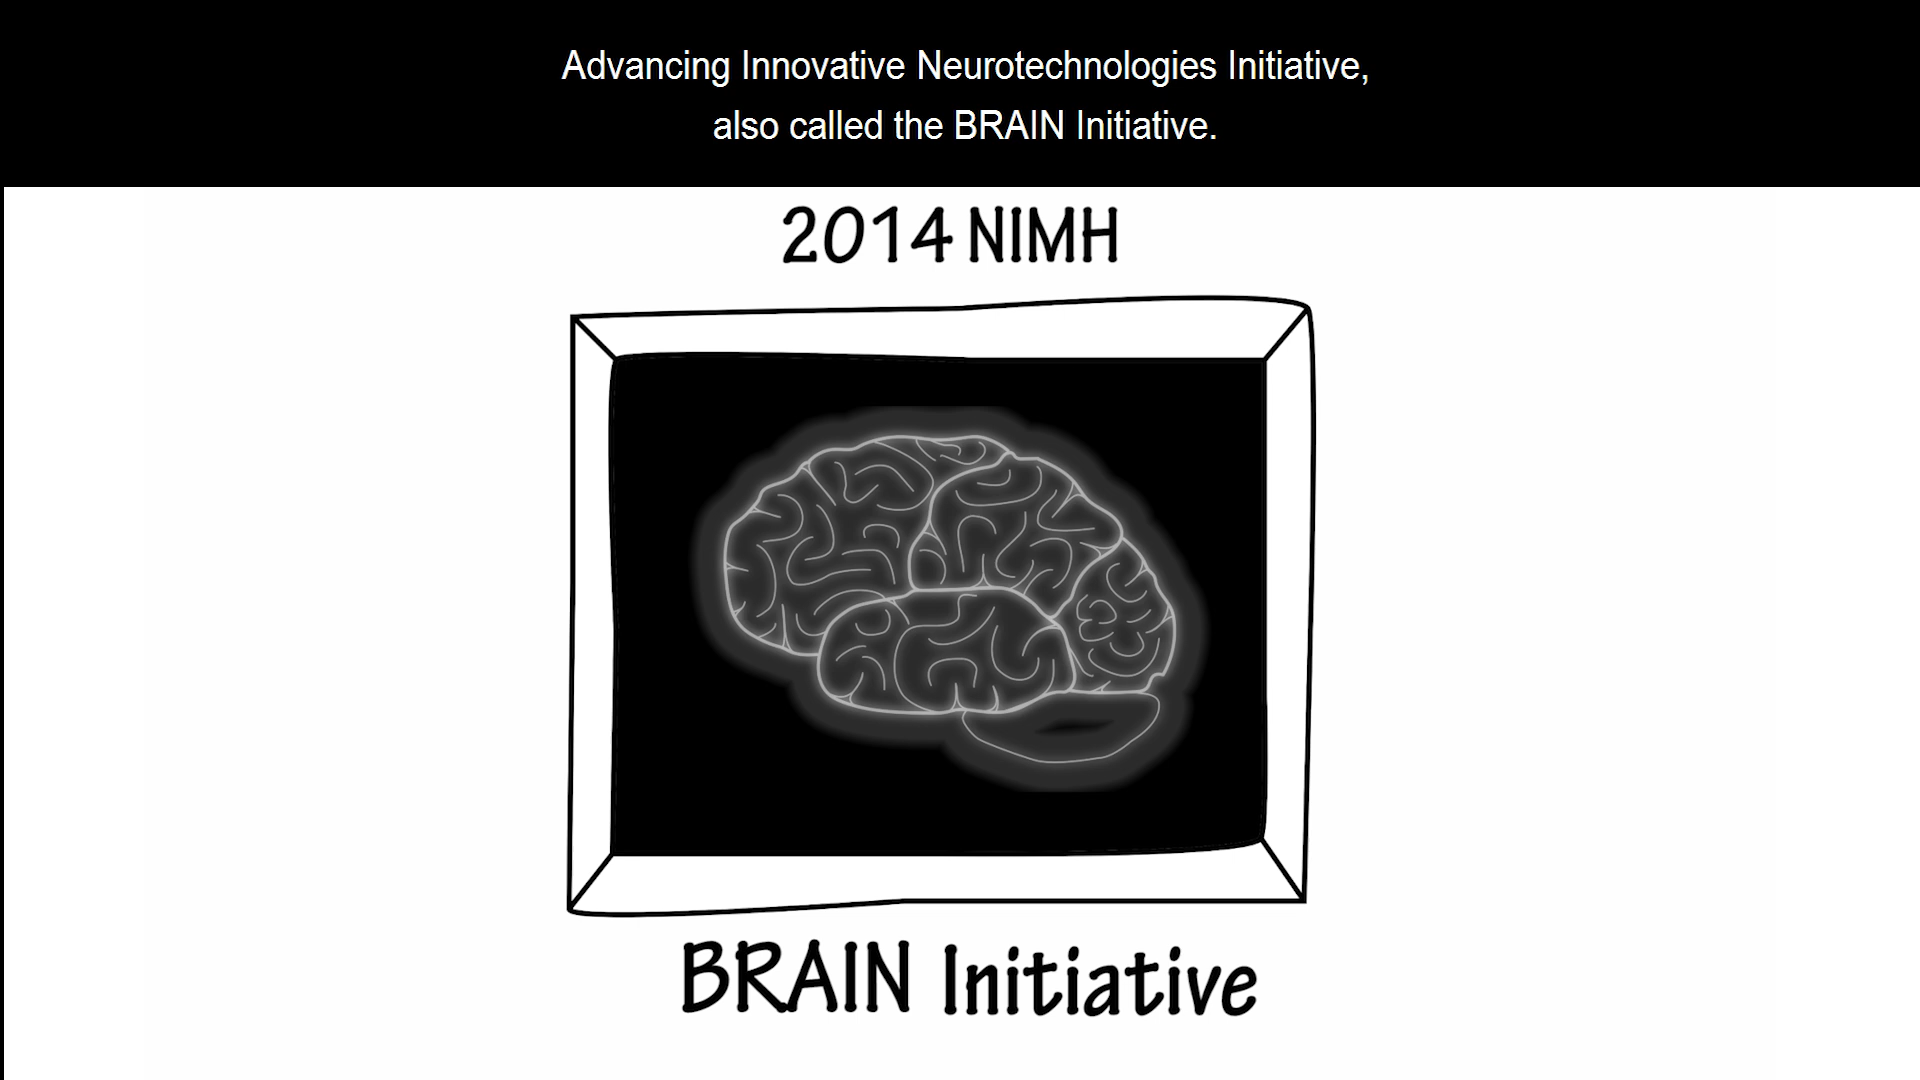 Advancing Innovative Neurotechnologies Initiative,
also called the BRAIN Initiative.
2014 NIMH
BRAIN Initiative